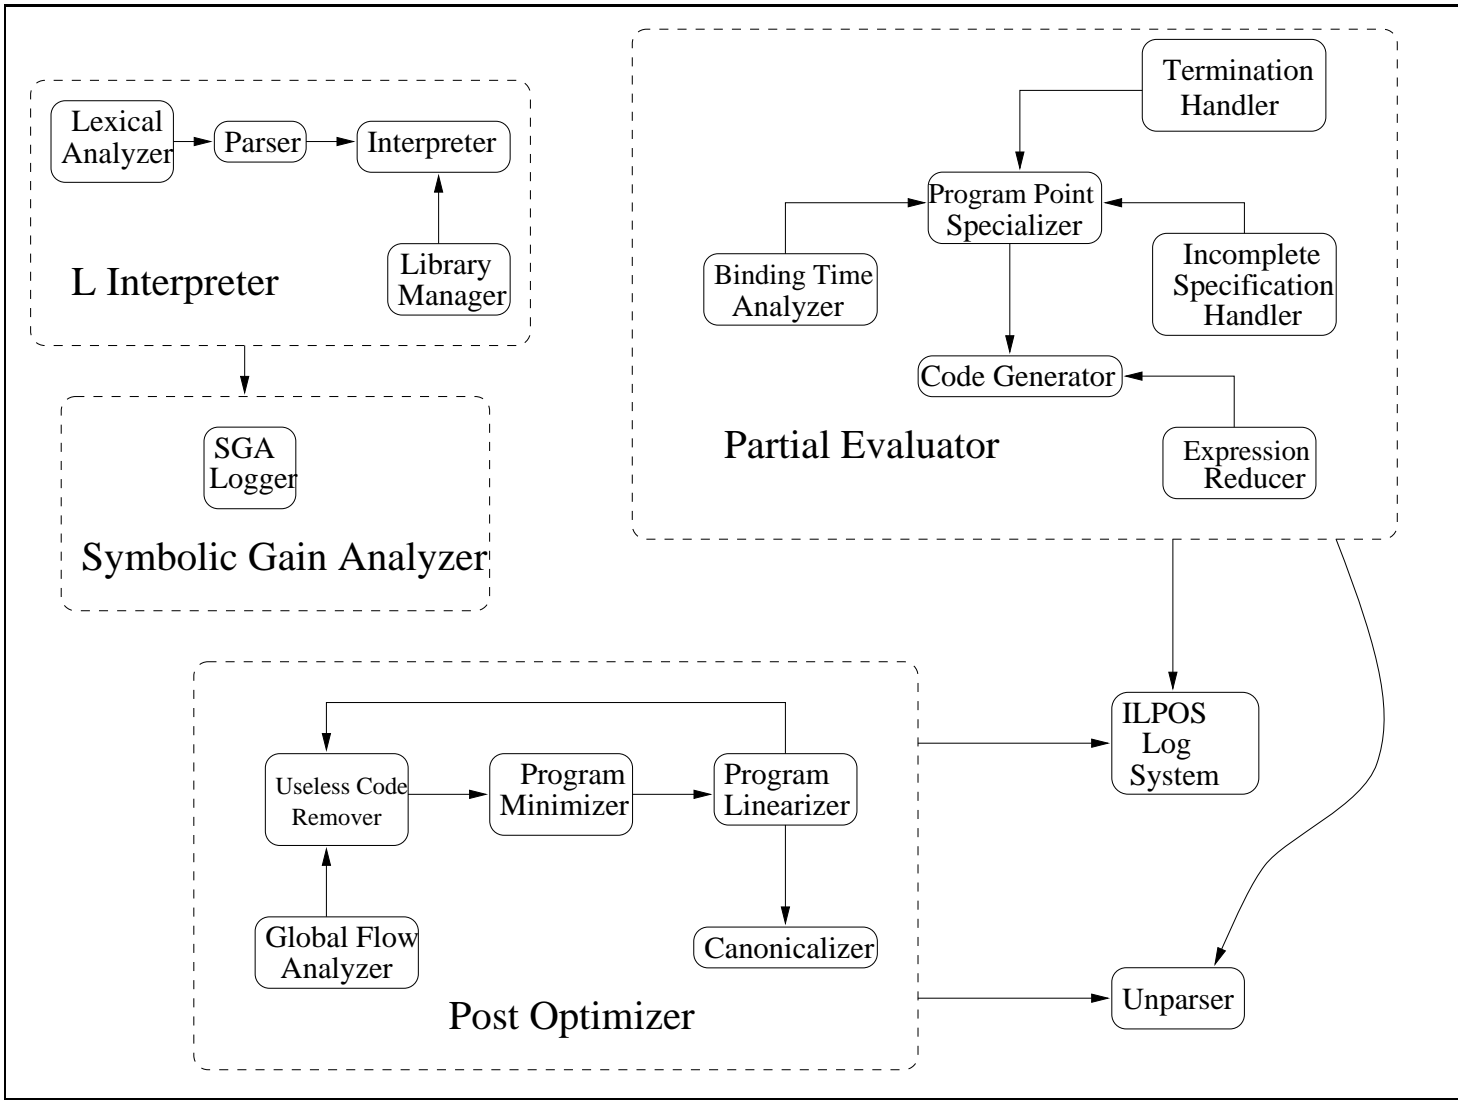 Lexical
Analyzer
Parser
Interpreter
Library
Manager
L Interpreter
SGA
Logger
Symbolic Gain Analyzer
Termination
Handler
Program Point
Specializer
Binding Time
Analyzer
Incomplete
Specification
Handler
Code Generator
Expression
Reducer
Partial Evaluator
Useless Code
Remover
Program
Minimizer
Program
Linearizer
Global Flow
Analyzer
Canonicalizer
Post Optimizer
ILPOS
Log
System
Unparser